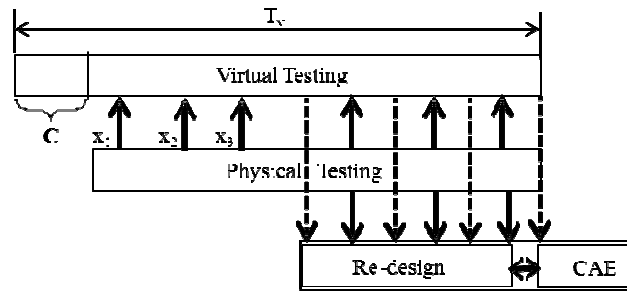 Tv
Virtual Testing
C
x1 x2 x3
Physical Testing
Re-design
CAE